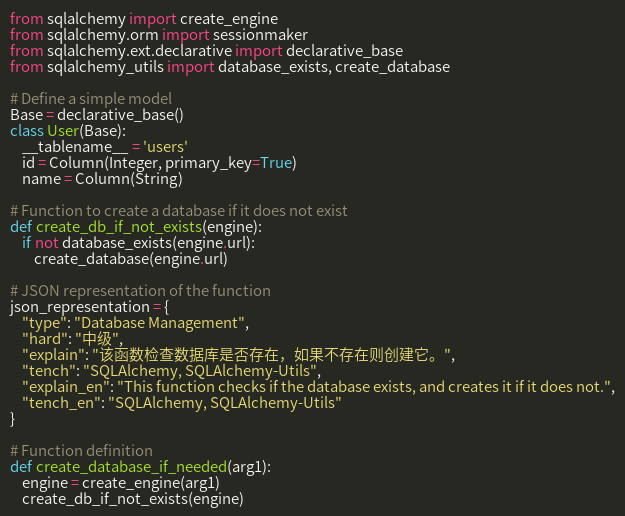 from sqlalchemy import create_engine
from sqlalchemy.orm import sessionmaker
from sqlalchemy.ext.declarative import declarative_base
from sqlalchemy_utils import database_exists, create_database

# Define a simple model
Base = declarative_base()
class User(Base):
    __tablename__ = 'users'
    id = Column(Integer, primary_key=True)
    name = Column(String)

# Function to create a database if it does not exist
def create_db_if_not_exists(engine):
    if not database_exists(engine.url):
        create_database(engine.url)

# JSON representation of the function
json_representation = {
    "type": "Database Management",
    "hard": "中级",
    "explain": "该函数检查数据库是否存在，如果不存在则创建它。",
    "tench": "SQLAlchemy, SQLAlchemy-Utils",
    "explain_en": "This function checks if the database exists, and creates it if it does not.",
    "tench_en": "SQLAlchemy, SQLAlchemy-Utils"
}

# Function definition
def create_database_if_needed(arg1):
    engine = create_engine(arg1)
    create_db_if_not_exists(engine)